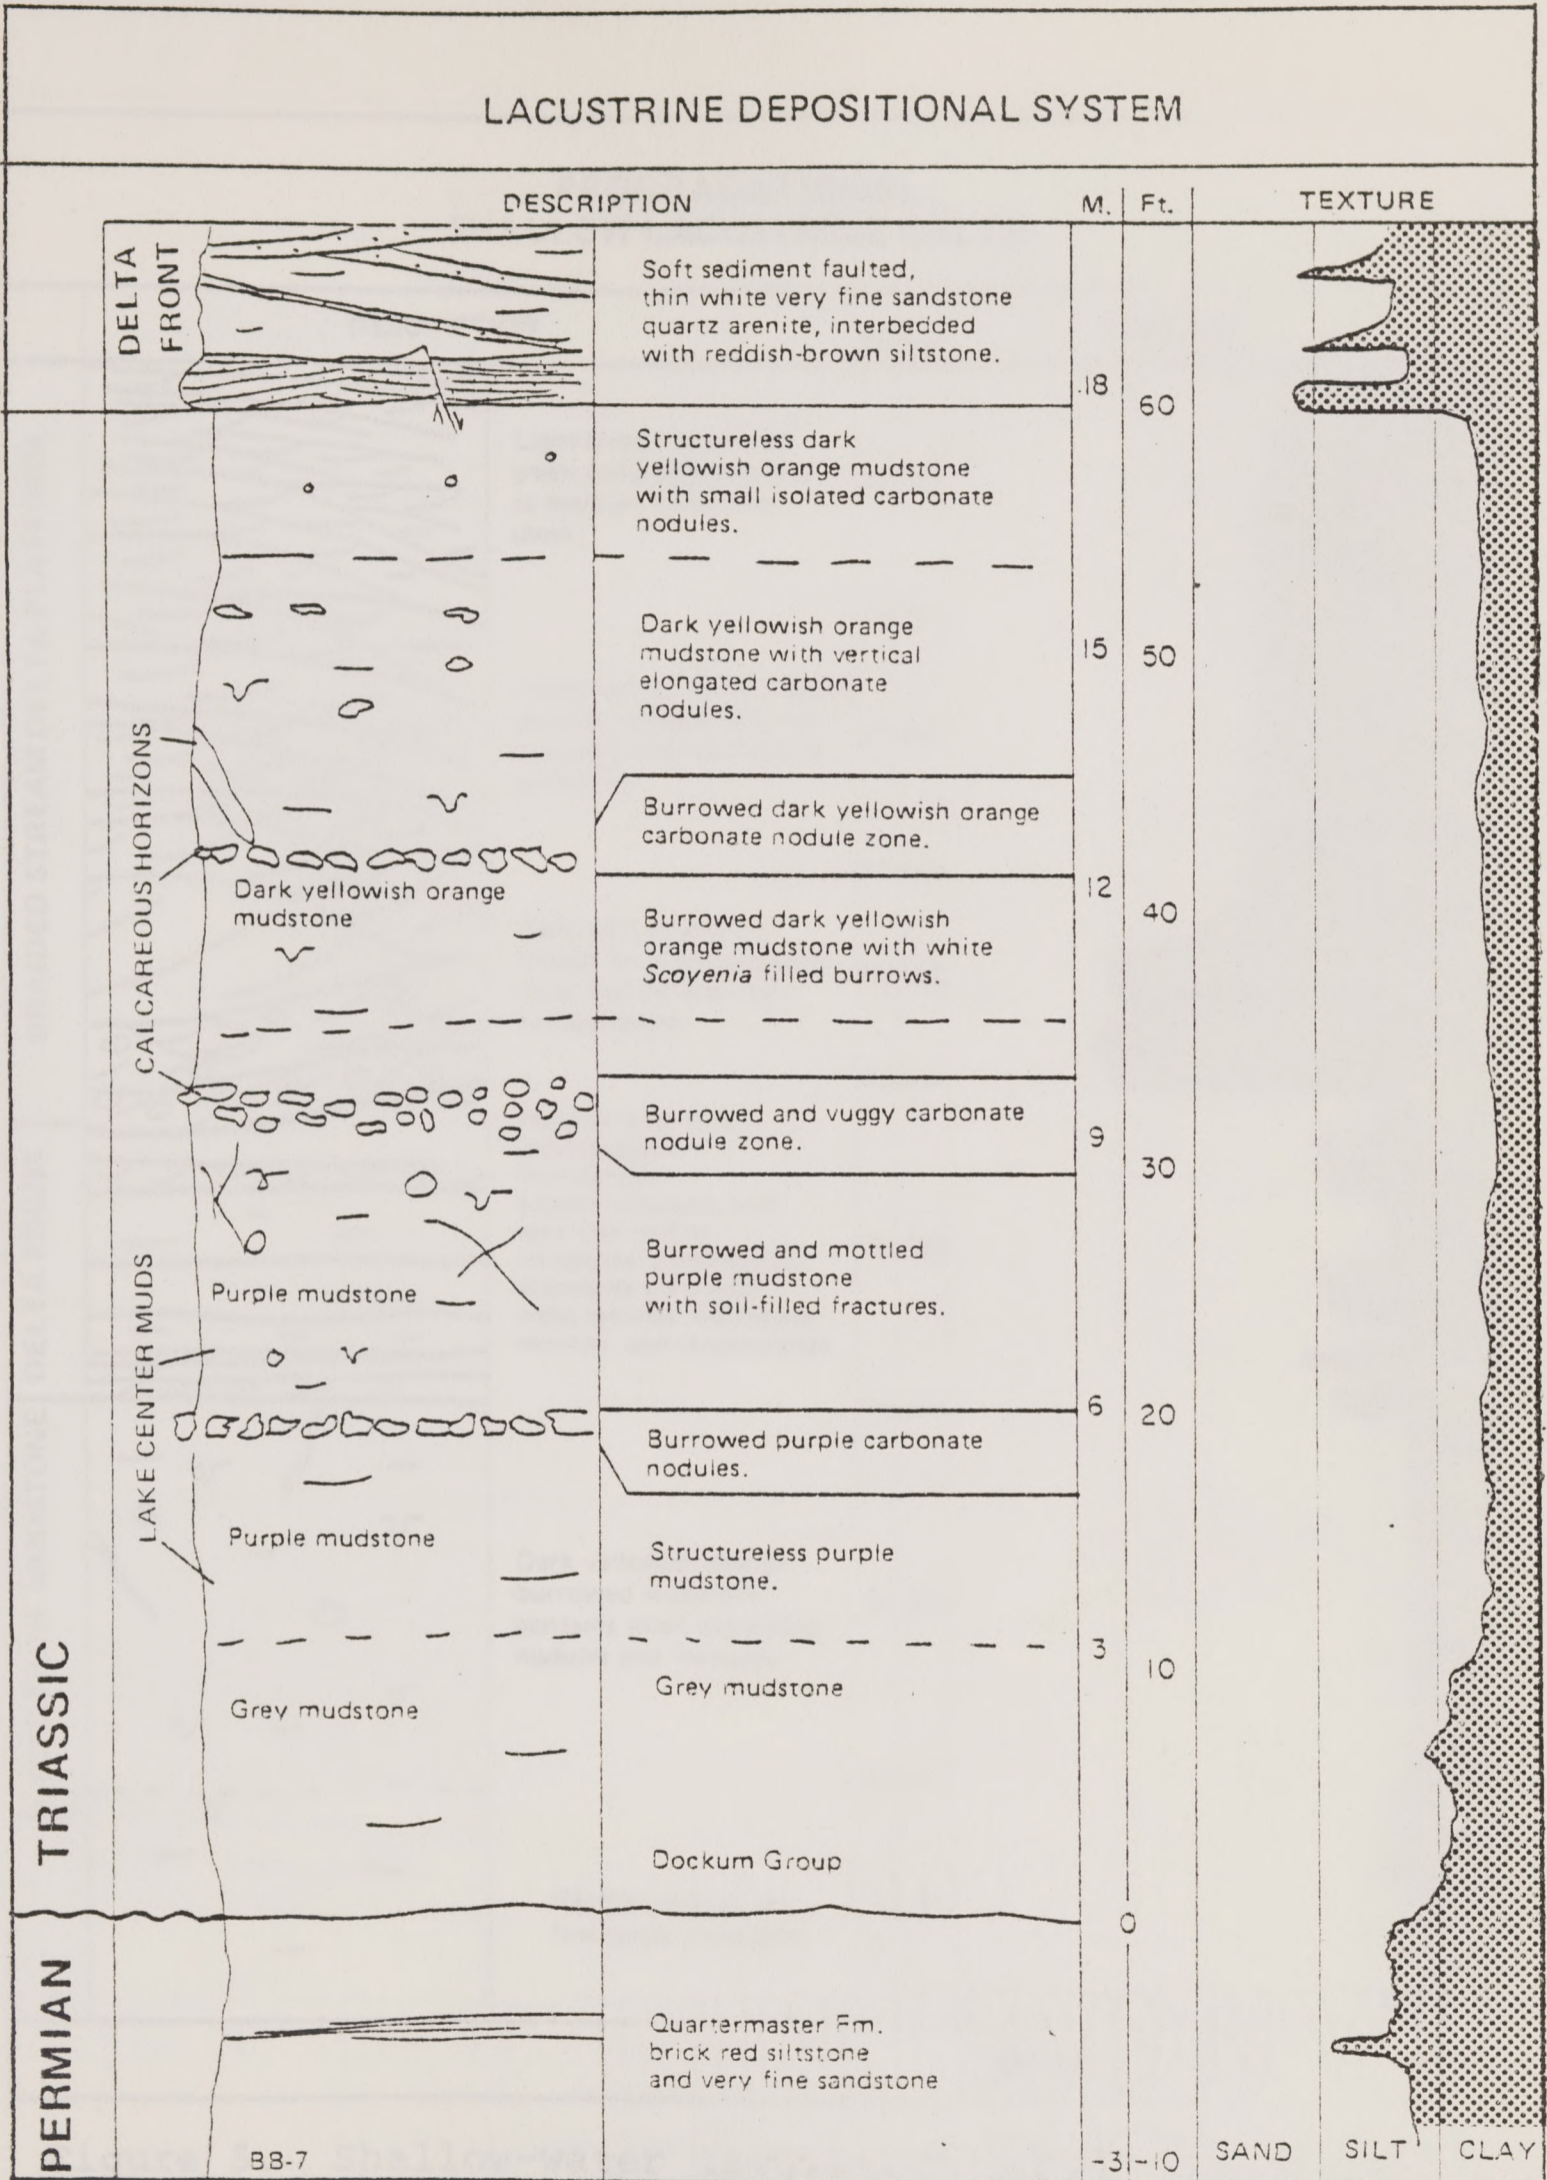 LACUSTRINE DEPOSITIONAL SYSTEM
DESCRIPTION
M.
Ft.
TEXTURE
DELTA
FRONT
Soft sediment faulted,
thin white very fine sandstone
quartz arenite, interbedded
with reddish-brown siltstone.
18
60
Structureless dark
yellowish orange mudstone
with small isolated carbonate
nodules.
Dark yellowish orange
mudstone with vertical
elongated carbonate
nodules.
15
50
CALCAREOUS HORIZONS
Burrowed dark yellowish orange
carbonate nodule zone.
Dark yellowish orange
mudstone
12
40
Burrowed dark yellowish
orange mudstone with white
Scoyenia filled burrows.
Burrowed and vuggy carbonate
nodule zone.
9
30
LAKE CENTER MUDS
Purple mudstone
Burrowed and mottled
purple mudstone
with soil-filled fractures.
6
20
Burrowed purple carbonate
nodules.
Purple mudstone
Structureless purple
mudstone.
3
10
TRIASSIC
Grey mudstone
Grey mudstone
Dockum Group
0
PERMIAN
Quartermaster Fm.
brick red siltstone
and very fine sandstone
BB-7
-3
-10
SAND
SILT
CLAY